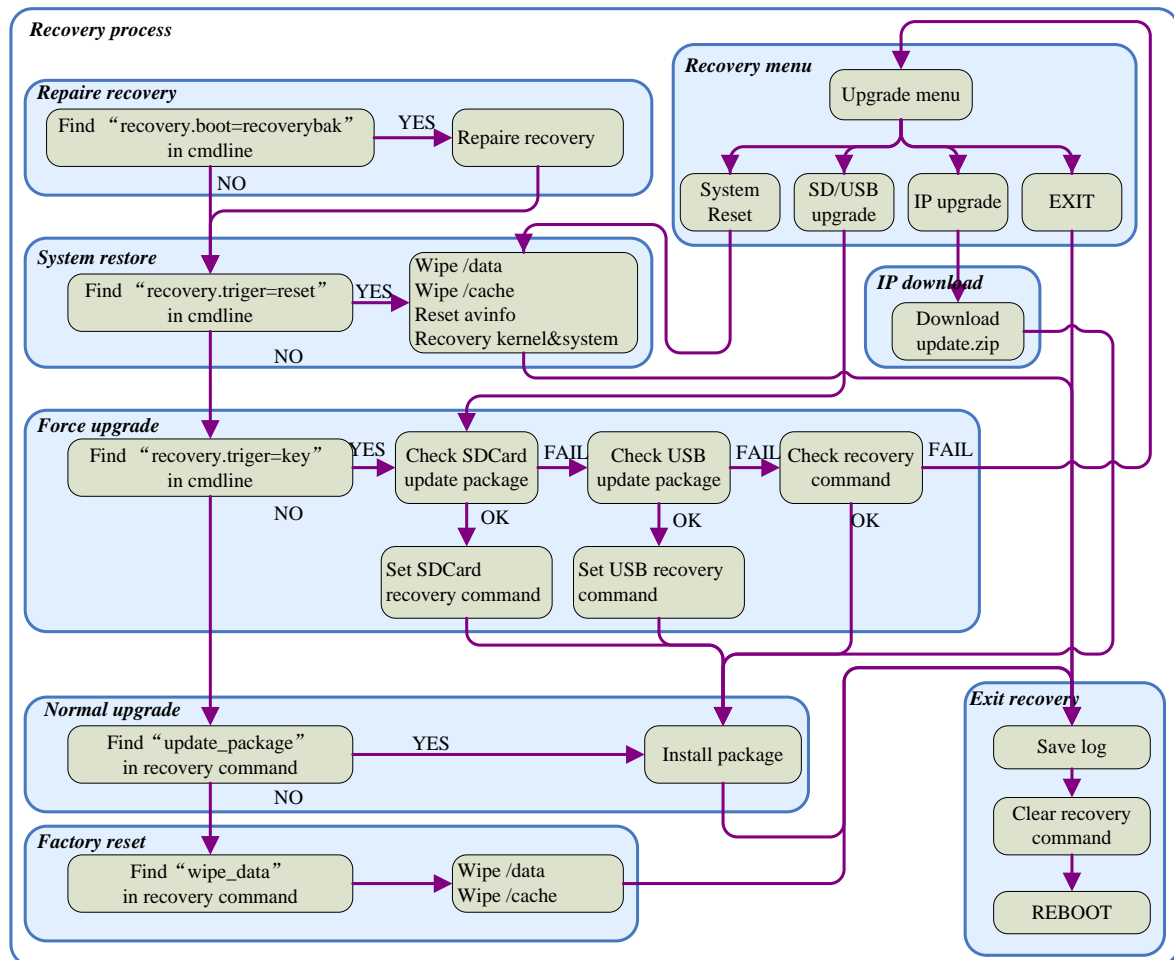 Recovery process
Recovery menu
Upgrade menu
System
Reset
SD/USB
upgrade
IP upgrade
EXIT
Repaire recovery
Find “recovery.boot=recoverybak”
in cmdline
YES
Repaire recovery
NO
System restore
Find “recovery.triger=reset”
in cmdline
YES
Wipe /data
Wipe /cache
Reset avinfo
Recovery kernel&system
NO
IP download
Download
update.zip
Force upgrade
Find “recovery.triger=key”
in cmdline
YES
Check SDCard
update package
FAIL
Check USB
update package
FAIL
Check recovery
command
FAIL
NO
OK
OK
OK
Set SDCard
recovery command
Set USB recovery
command
Normal upgrade
Find “update_package”
in recovery command
YES
Install package
NO
Factory reset
Find “wipe_data”
in recovery command
Wipe /data
Wipe /cache
Exit recovery
Save log
Clear recovery
command
REBOOT